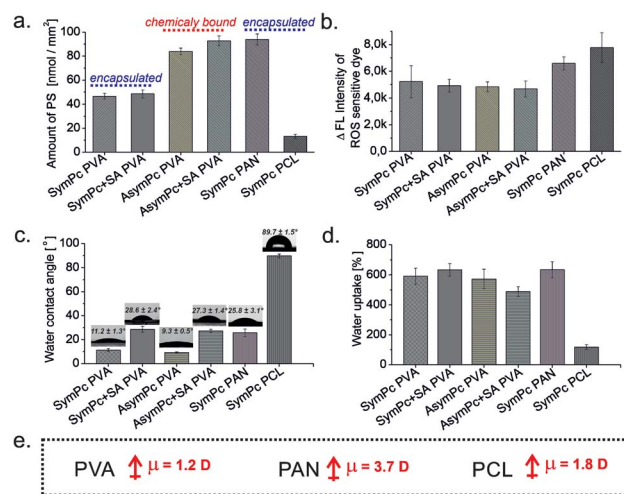 a.
chemicaly bound
encapsulated
encapsulated
Amount of PS [nmol / mm²]
100
80
60
40
20
0
SymPc PVA
SymPc+SA PVA
AsymPc PVA
AsymPc+SA PVA
SymPc PAN
SymPc PCL
b.
Δ FL Intensity of
ROS sensitive dye
8,0k
6,0k
4,0k
2,0k
0,0
SymPc PVA
SymPc+SA PVA
AsymPc PVA
AsymPc+SA PVA
SymPc PAN
SymPc PCL
c.
Water contact angle [°]
100
80
60
40
20
0
11.2 ± 1.3°
28.6 ± 2.4°
9.3 ± 0.5°
27.3 ± 1.4°
25.8 ± 3.1°
89.7 ± 1.5°
SymPc PVA
SymPc+SA PVA
AsymPc PVA
AsymPc+SA PVA
SymPc PAN
SymPc PCL
d.
Water uptake [%]
800
600
400
200
0
SymPc PVA
SymPc+SA PVA
AsymPc PVA
AsymPc+SA PVA
SymPc PAN
SymPc PCL
e.
PVA μ = 1.2 D PAN μ = 3.7 D PCL μ = 1.8 D